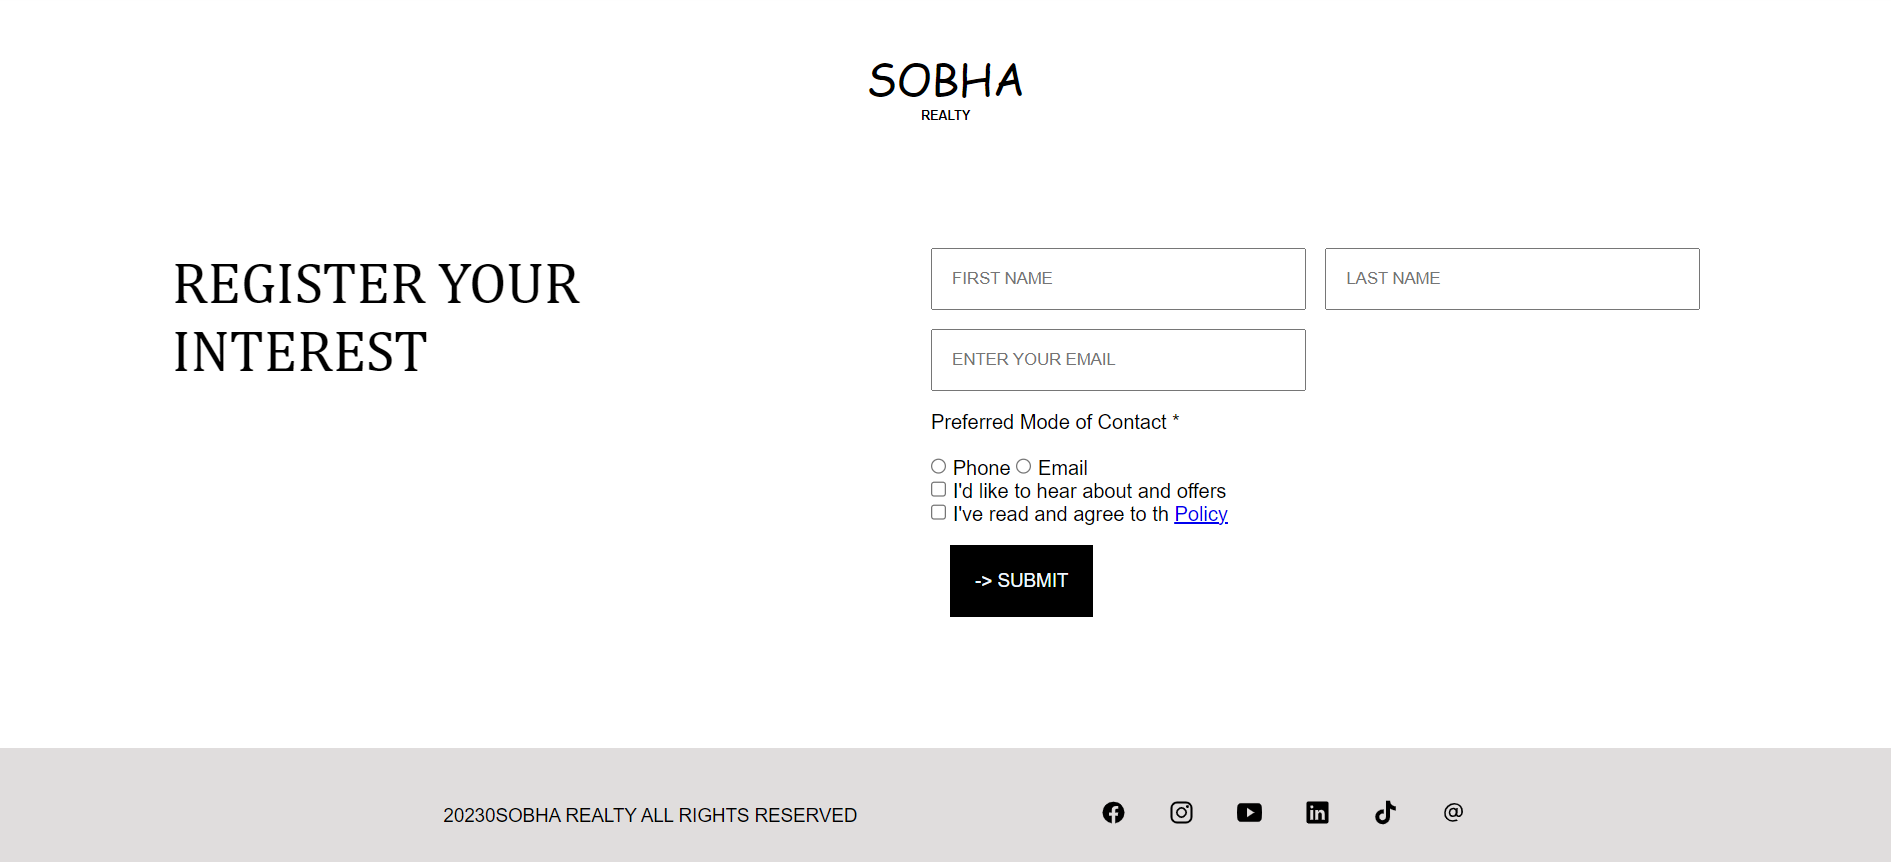 SOBHA
REALTY
REGISTER YOUR
INTEREST
FIRST NAME
LAST NAME
ENTER YOUR EMAIL
Preferred Mode of Contact *
Phone Email
I'd like to hear about and offers
I've read and agree to th Policy
-> SUBMIT
20230SOBHA REALTY ALL RIGHTS RESERVED
@